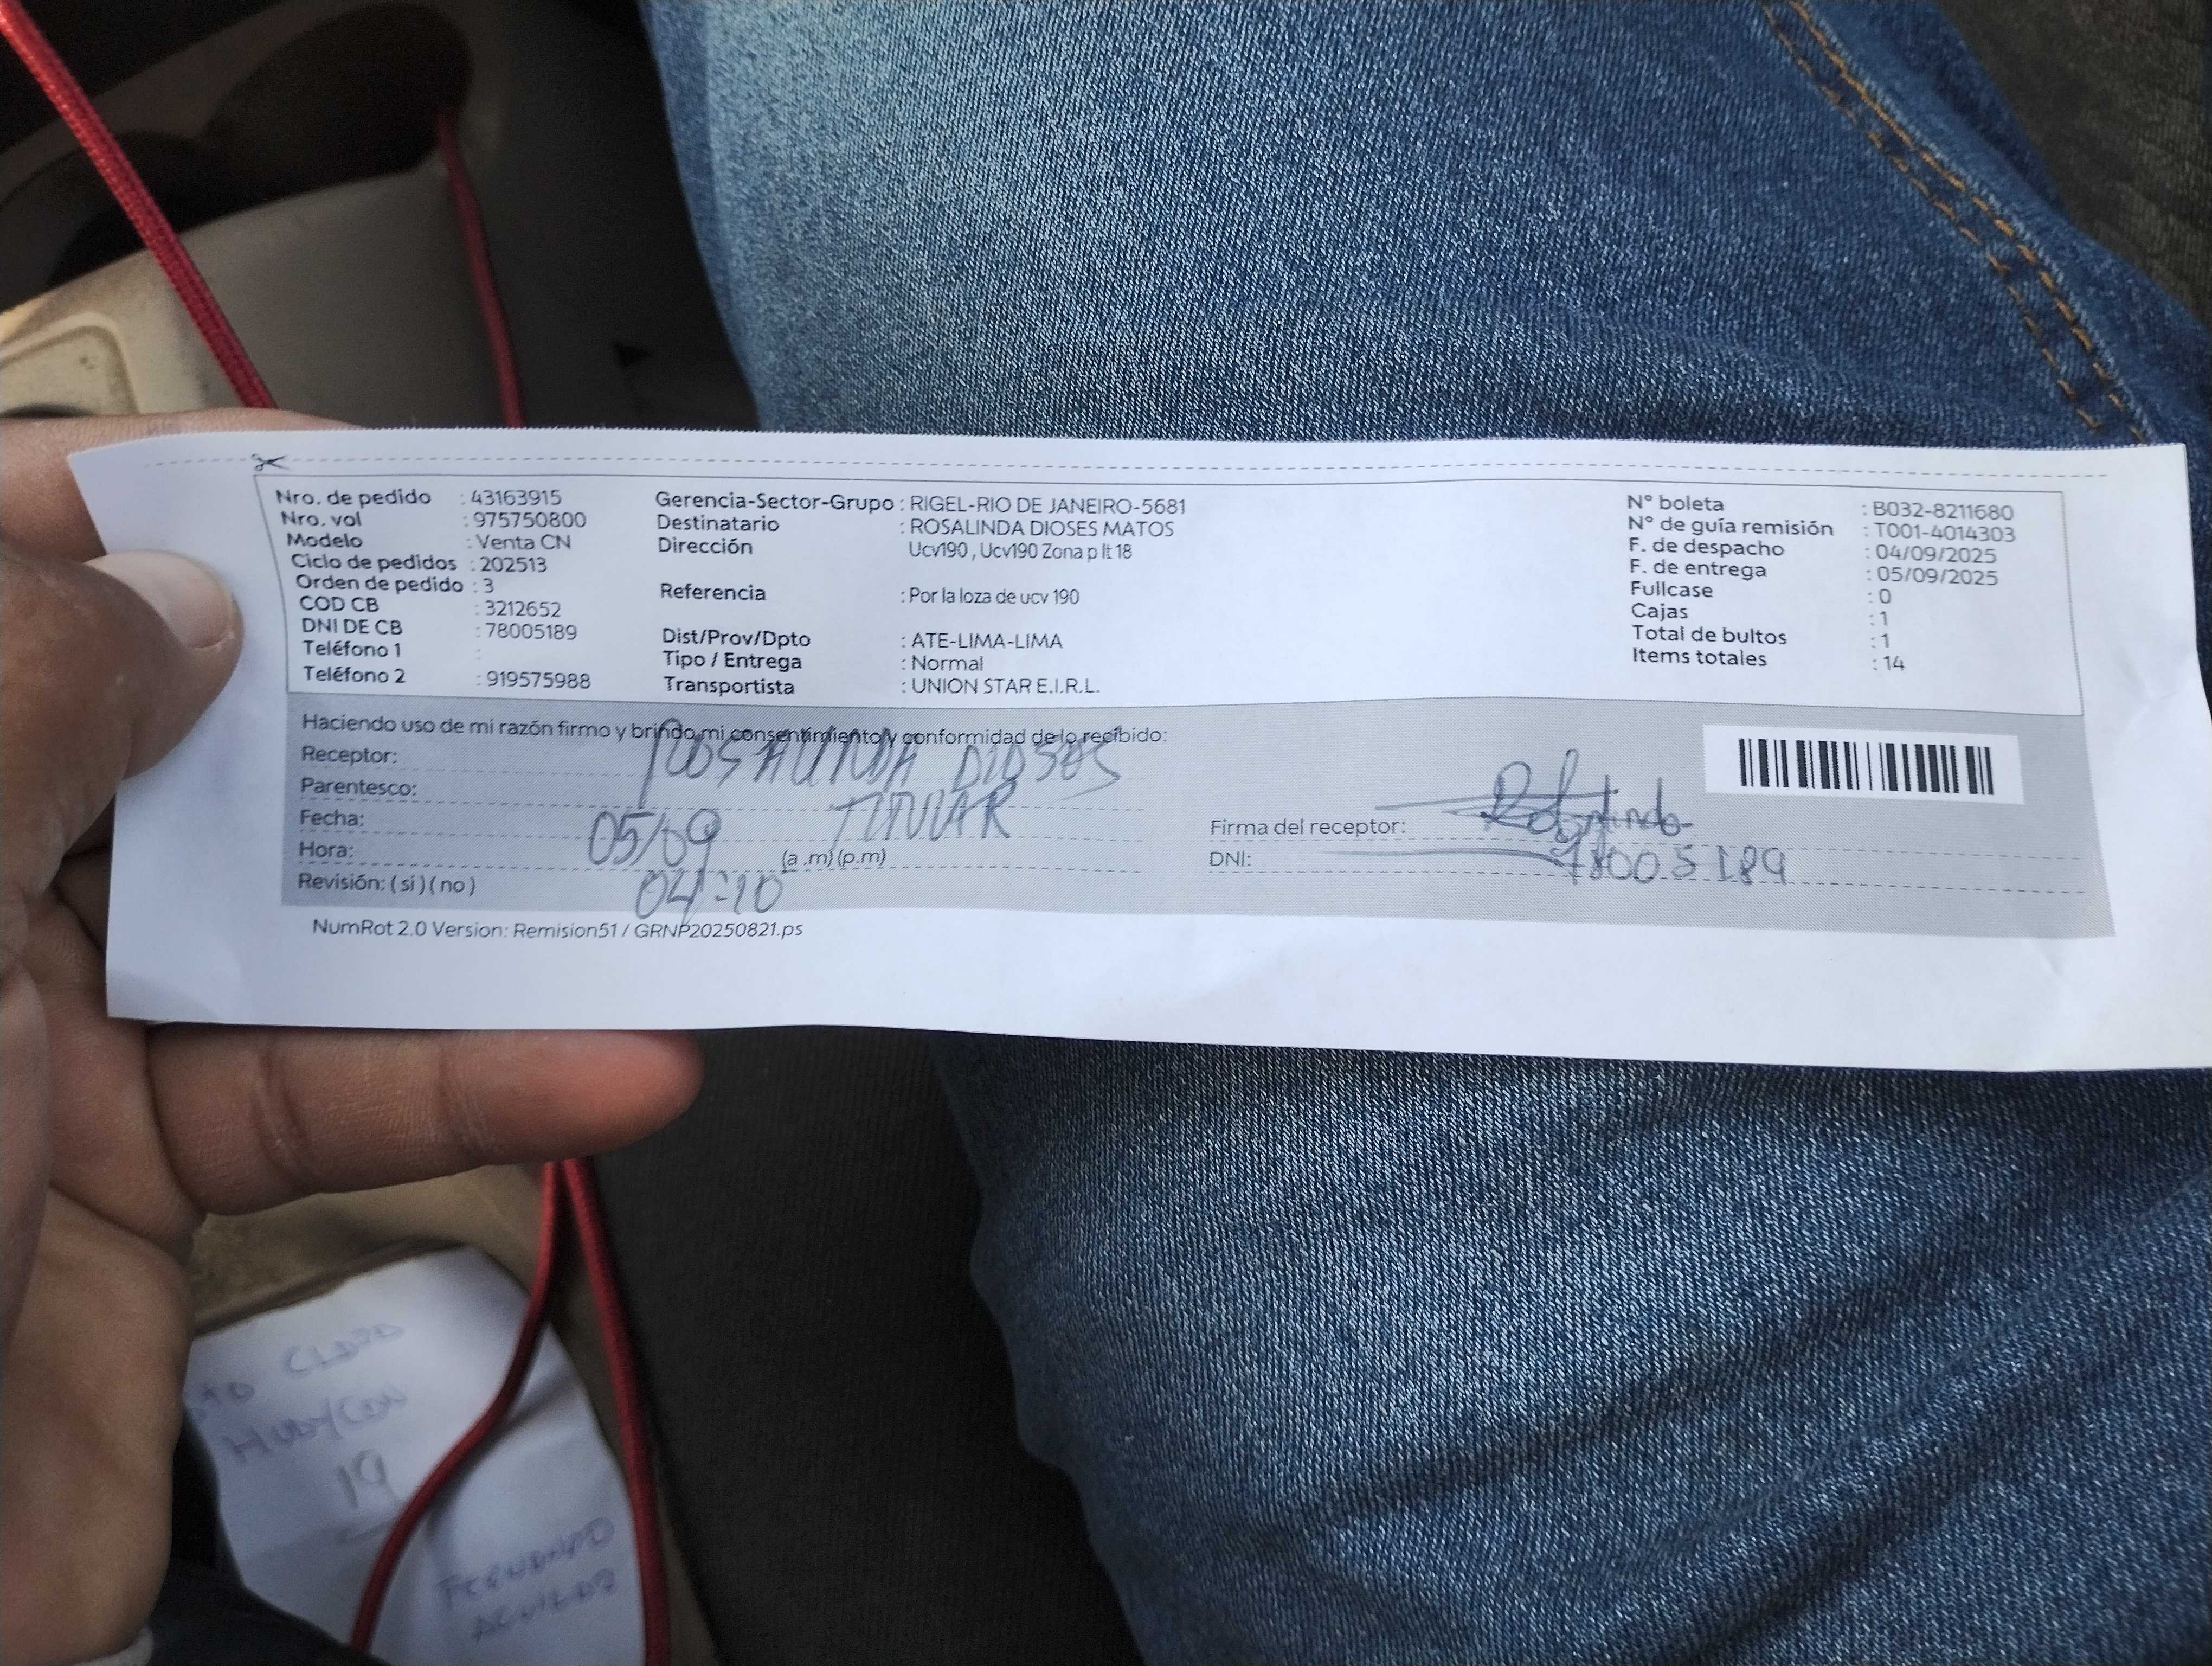 Nro. de pedido : 43163915
Nro. vol : 975750800
Modelo : Venta CN
Ciclo de pedidos : 202513
Orden de pedido : 3
COD CB : 3212652
DNI DE CB : 78005189
Teléfono 1 :
Teléfono 2 : 919575988
Gerencia-Sector-Grupo : RIGEL-RIO DE JANEIRO-5681
Destinatario : ROSALINDA DIOSES MATOS
Dirección Ucv190 , Ucv190 Zona p lt 18
Referencia : Por la loza de ucv 190
Dist/Prov/Dpto : ATE-LIMA-LIMA
Tipo / Entrega : Normal
Transportista : UNION STAR E.I.R.L.
N° boleta : B032-8211680
N° de guía remisión : T001-4014303
F. de despacho : 04/09/2025
F. de entrega : 05/09/2025
Fullcase : 0
Cajas : 1
Total de bultos : 1
Items totales : 14
Haciendo uso de mi razón firmo y brindo mi consentimiento y conformidad de lo recibido:
Receptor: ROSALINDA DIOSES
Parentesco: TITULAR
Fecha: 05/09
Hora: 04:10 (a .m) (p.m)
Revisión: ( si ) ( no )
Firma del receptor:
DNI: 78005189
NumRot 2.0 Version: Remision51 / GRNP20250821.ps
19
FERNANDO